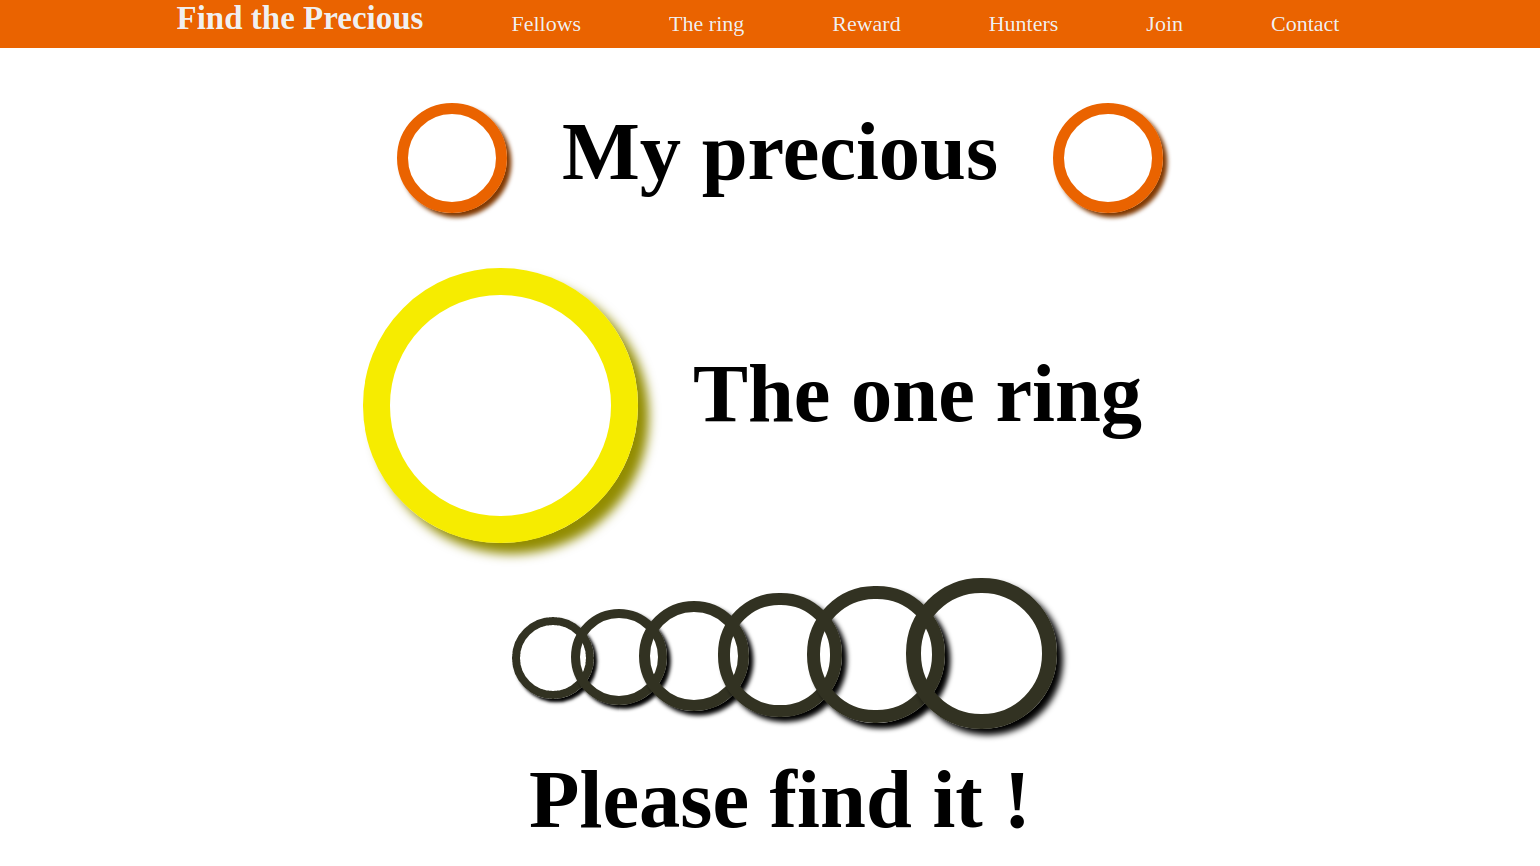 Find the Precious Fellows The ring Reward Hunters Join Contact
My precious
The one ring
Please find it !